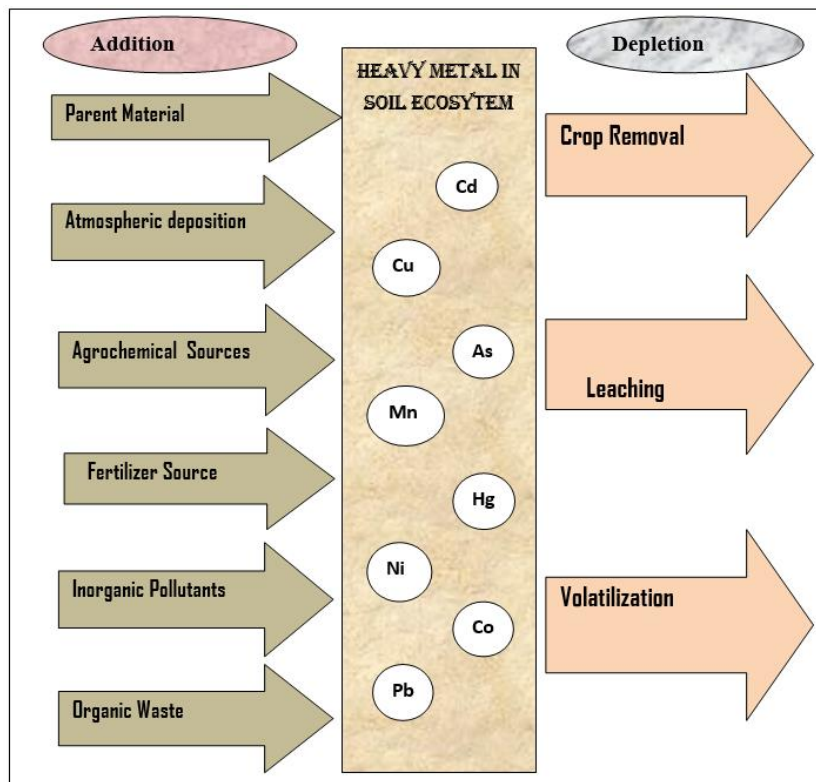 Addition
Parent Material
Atmospheric deposition
Agrochemical Sources
Fertilizer Source
Inorganic Pollutants
Organic Waste
HEAVY METAL IN
SOIL ECOSYTEM
Cd
Cu
As
Mn
Hg
Ni
Co
Pb
Depletion
Crop Removal
Leaching
Volatilization